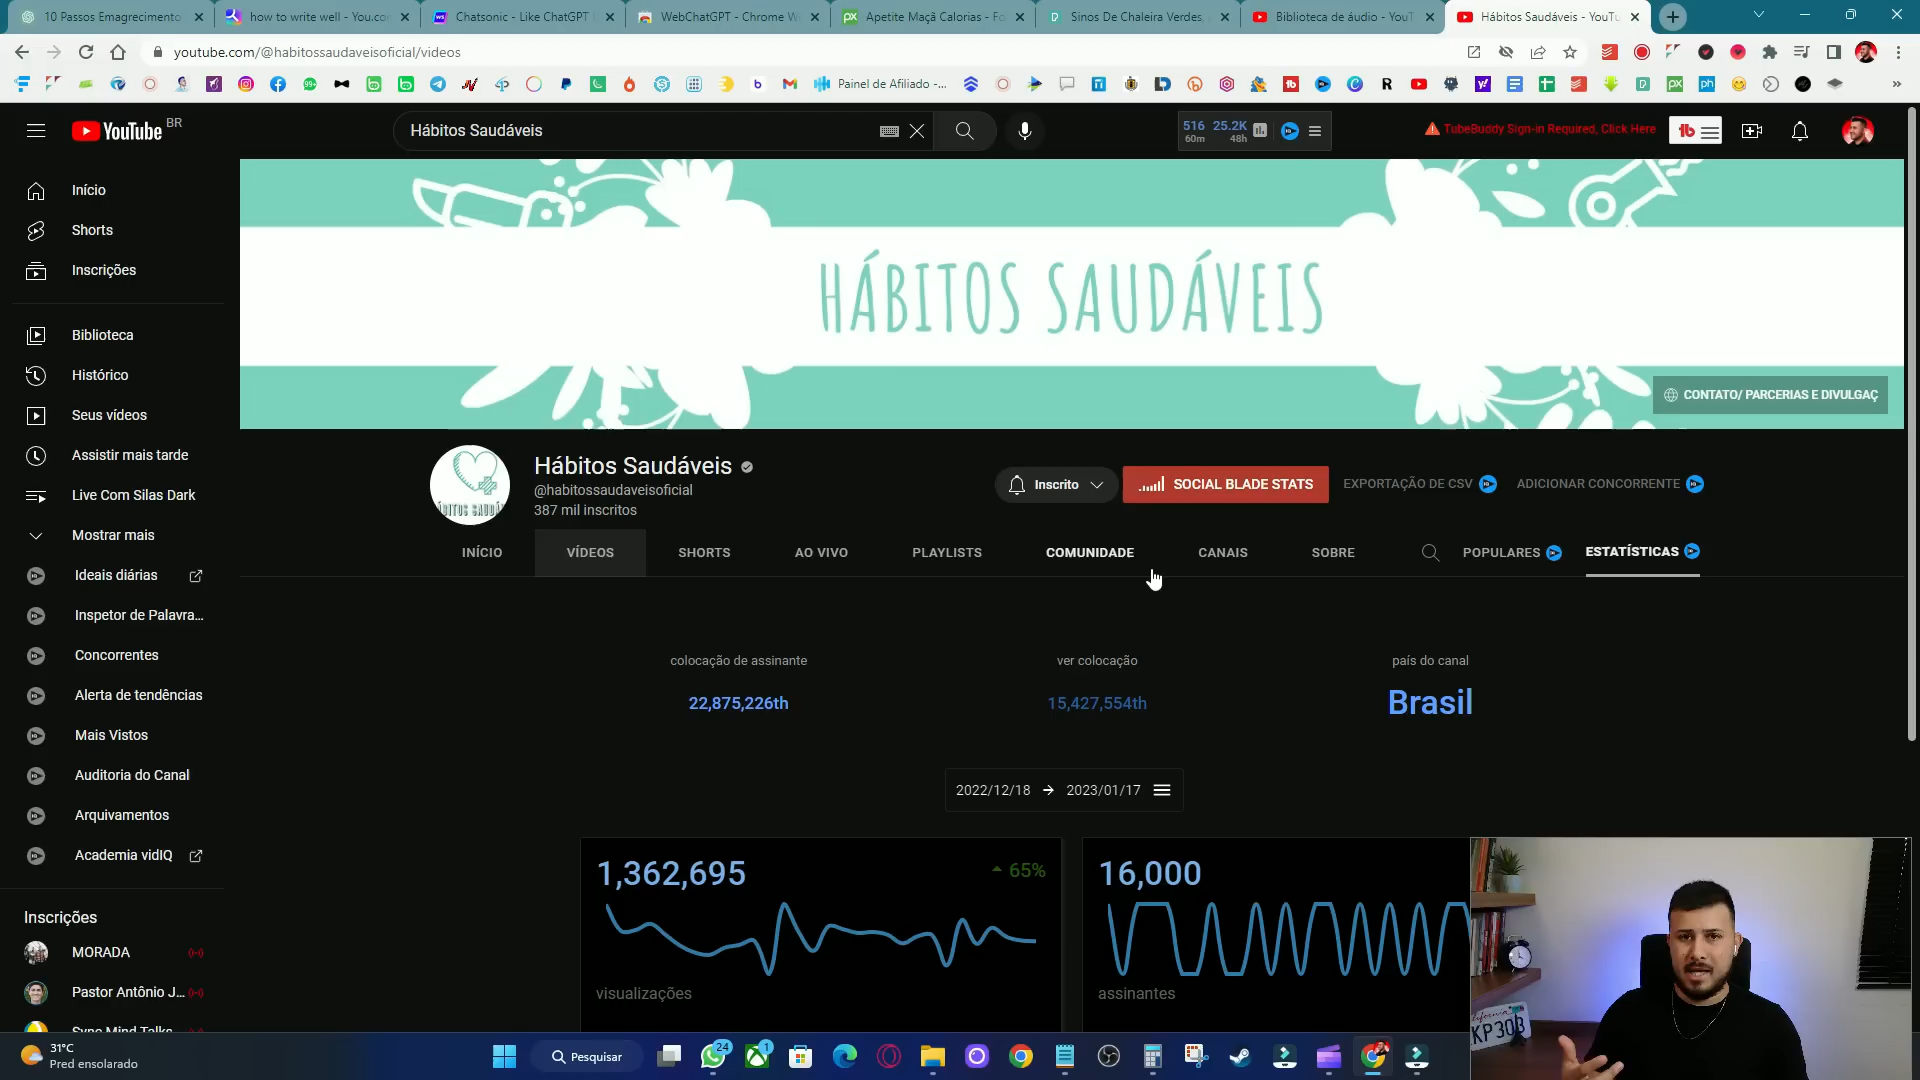 10 Passos Emagrecimento
how to write well - You.co
Chatsonic - Like ChatGPT
WebChatGPT - Chrome W
Apetite Maçã Calorias - Fo
Sinos De Chaleira Verdes.
Biblioteca de áudio - YouT
Hábitos Saudáveis - YouTu
youtube.com/@habitossaudaveisoficial/videos
Painel de Afiliado -...
YouTube BR
Hábitos Saudáveis
516 25.2K
60m 48h
TubeBuddy Sign-in Required, Click Here
Início
Shorts
Inscrições
Biblioteca
Histórico
Seus vídeos
Assistir mais tarde
Live Com Silas Dark
Mostrar mais
Ideais diárias
Inspetor de Palavra...
Concorrentes
Alerta de tendências
Mais Vistos
Auditoria do Canal
Arquivamentos
Academia vidIQ
Inscrições
MORADA
Pastor Antônio J...
Sync Mind Talks
HÁBITOS SAUDÁVEIS
CONTATO/ PARCERIAS E DIVULGAÇ
Hábitos Saudáveis
@habitossaudaveisoficial
387 mil inscritos
Inscrito
SOCIAL BLADE STATS
EXPORTAÇÃO DE CSV
ADICIONAR CONCORRENTE
INÍCIO
VÍDEOS
SHORTS
AO VIVO
PLAYLISTS
COMUNIDADE
CANAIS
SOBRE
POPULARES
ESTATÍSTICAS
colocação de assinante
ver colocação
país do canal
22,875,226th
15,427,554th
Brasil
2022/12/18 → 2023/01/17
1,362,695
65%
visualizações
16,000
assinantes
31°C
Pred ensolarado
Pesquisar
24
1